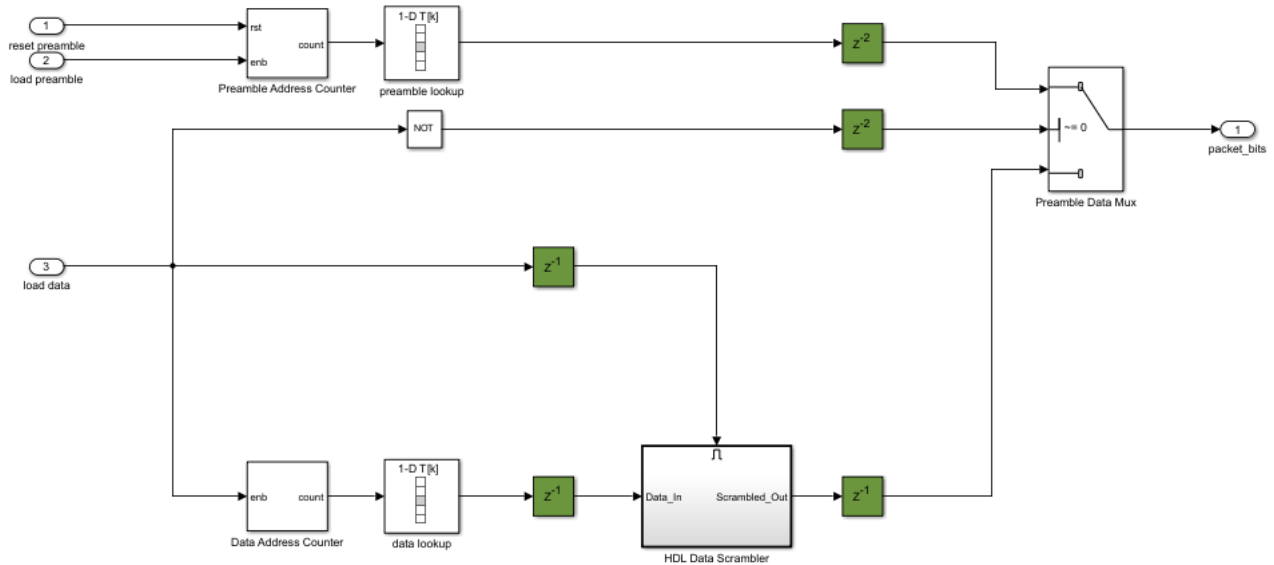 1
reset preamble
2
load preamble
rst
enb
count
Preamble Address Counter
1-D T[k]
preamble lookup
z-2
NOT
z-2
~= 0
Preamble Data Mux
1
packet_bits
3
load data
z-1
enb
count
Data Address Counter
1-D T[k]
data lookup
z-1
Data_In
Scrambled_Out
HDL Data Scrambler
z-1